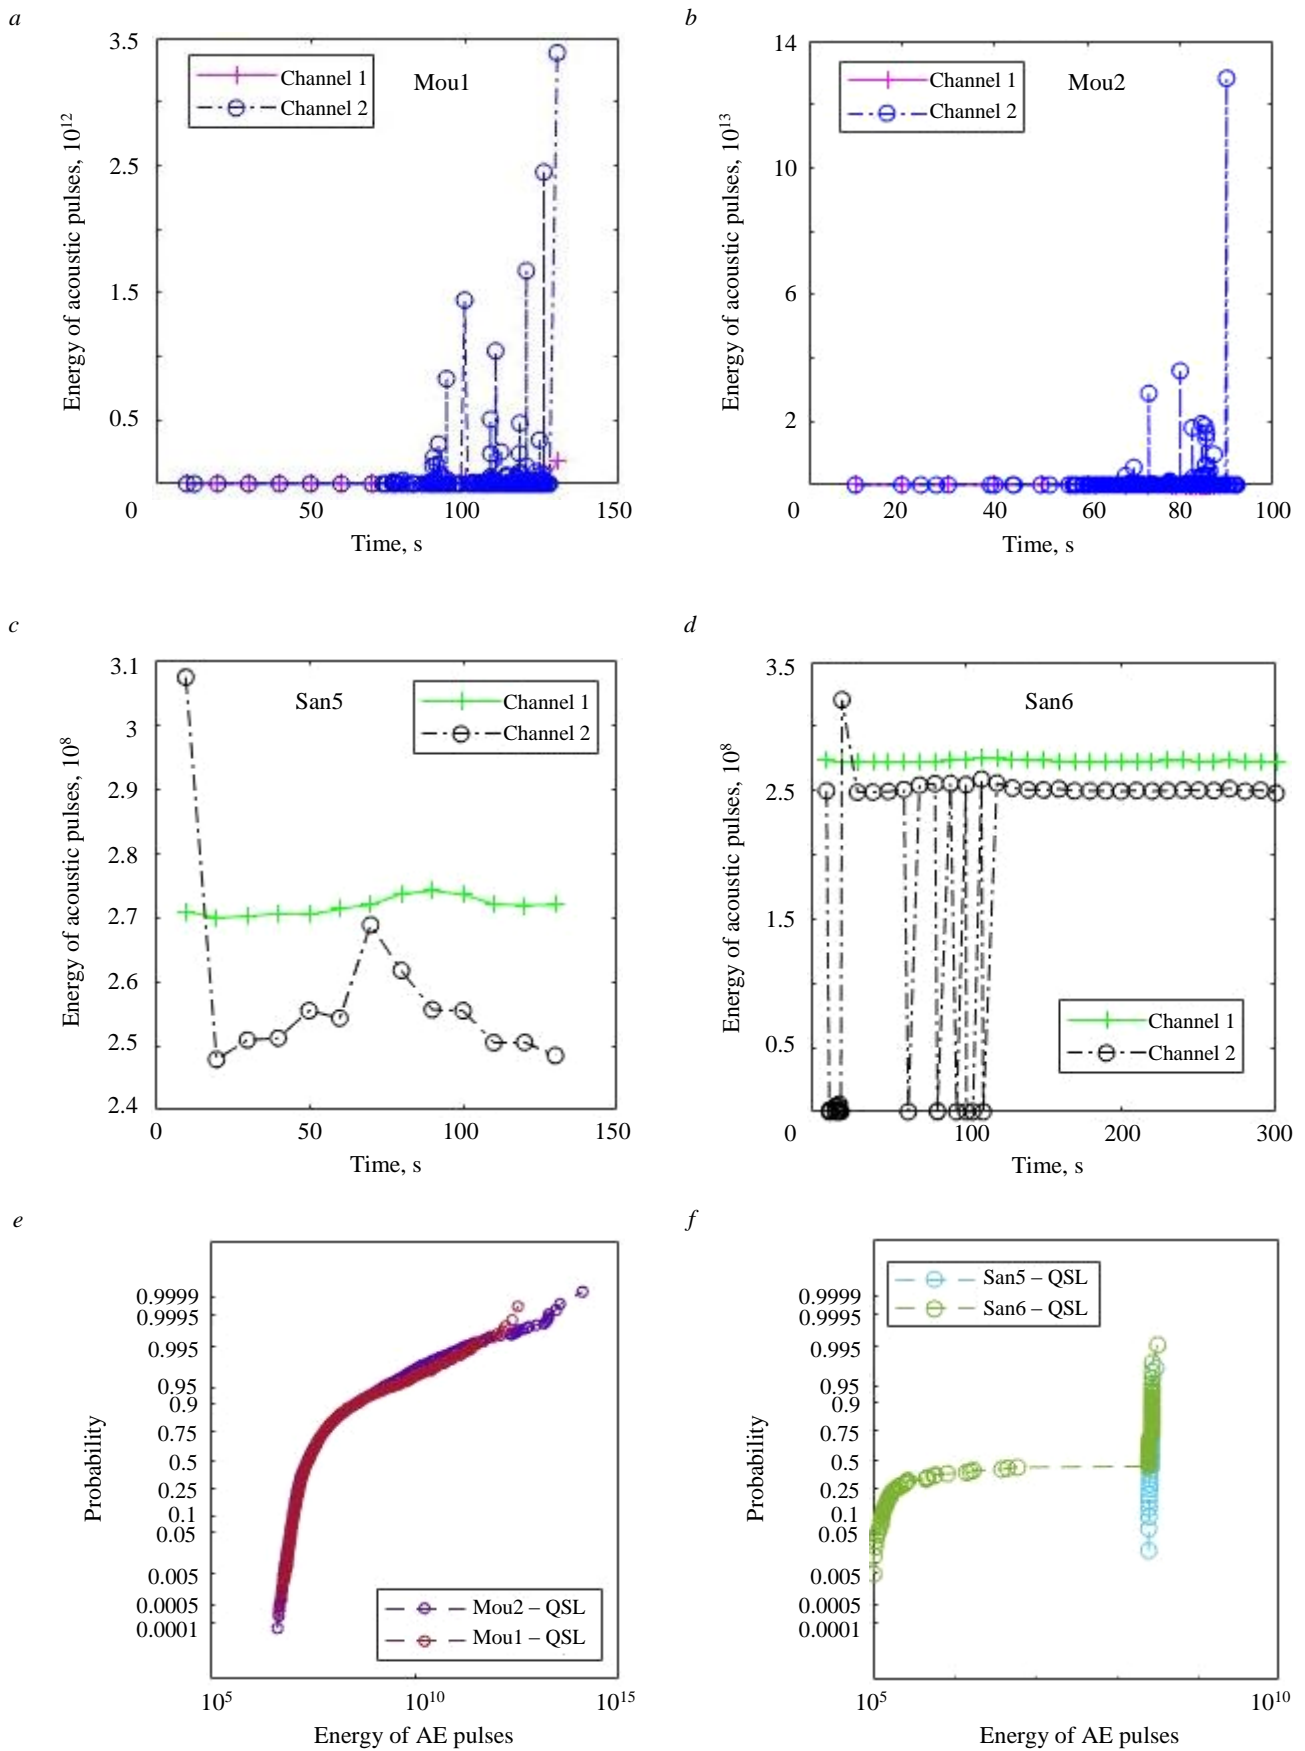 a
b
3.5
2.5
1.5
0.5
Energy of acoustic pulses, 10¹²
Channel 1
Channel 2
Mou1
50
100
150
0
Time, s
14
10
6
2
Energy of acoustic pulses, 10¹³
Channel 1
Channel 2
Mou2
0
20
40
60
80
100
Time, s
c
d
3.1
3
2.9
2.8
2.7
2.6
2.5
2.4
Energy of acoustic pulses, 10⁸
San5
Channel 1
Channel 2
0
50
100
150
Time, s
3.5
2.5
1.5
0.5
Energy of acoustic pulses, 10⁸
San6
Channel 1
Channel 2
0
100
200
300
Time, s
e
f
0.9999
0.9995
0.995
0.95
0.9
0.75
0.5
0.25
0.1
0.05
0.005
0.0005
0.0001
Probability
Mou2 – QSL
Mou1 – QSL
10⁵
10¹⁰
10¹⁵
Energy of AE pulses
0.9999
0.9995
0.995
0.95
0.9
0.75
0.5
0.25
0.1
0.05
0.005
0.0005
0.0001
Probability
San5 – QSL
San6 – QSL
10⁵
10¹⁰
Energy of AE pulses